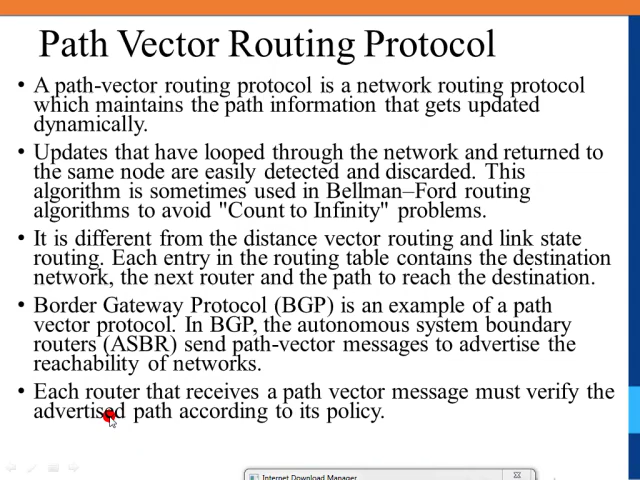 Path Vector Routing Protocol
• A path-vector routing protocol is a network routing protocol
which maintains the path information that gets updated
dynamically.
• Updates that have looped through the network and returned to
the same node are easily detected and discarded. This
algorithm is sometimes used in Bellman–Ford routing
algorithms to avoid "Count to Infinity" problems.
• It is different from the distance vector routing and link state
routing. Each entry in the routing table contains the destination
network, the next router and the path to reach the destination.
• Border Gateway Protocol (BGP) is an example of a path
vector protocol. In BGP, the autonomous system boundary
routers (ASBR) send path-vector messages to advertise the
reachability of networks.
• Each router that receives a path vector message must verify the
advertised path according to its policy.
Internet Download Manager